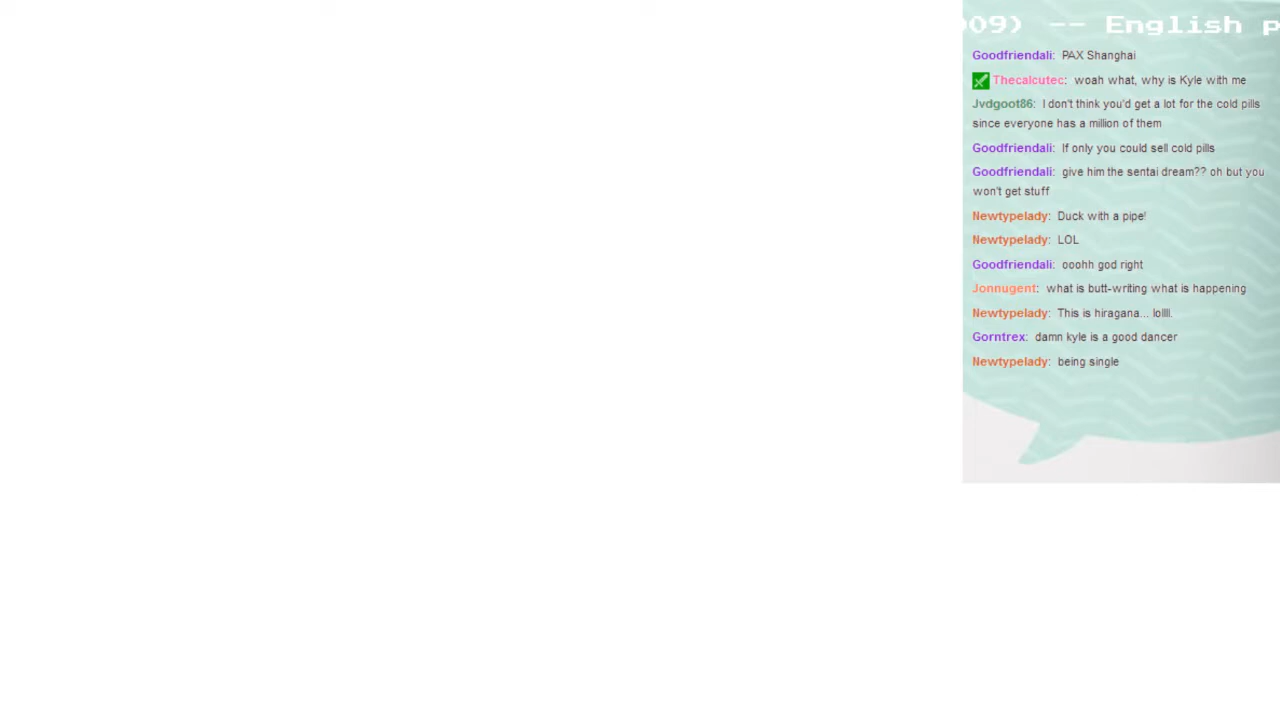 009) -- English p
Goodfriendali: PAX Shanghai
Thecalcutec: woah what, why is Kyle with me
Jvdgoot86: I don't think you'd get a lot for the cold pills
since everyone has a million of them
Goodfriendali: If only you could sell cold pills
Goodfriendali: give him the sentai dream?? oh but you
won't get stuff
Newtypelady: Duck with a pipe!
Newtypelady: LOL
Goodfriendali: ooohh god right
Jonnugent: what is butt-writing what is happening
Newtypelady: This is hiragana... lollll.
Gorntrex: damn kyle is a good dancer
Newtypelady: being single